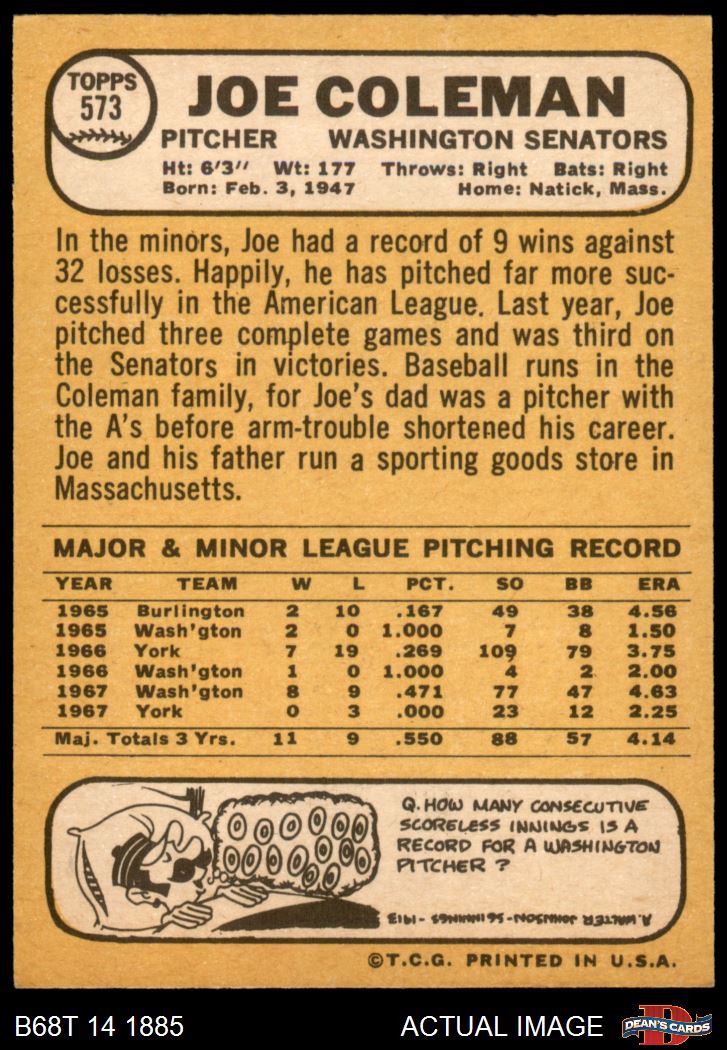 TOPPS
573
JOE COLEMAN
PITCHER WASHINGTON SENATORS
Ht: 6'3" Wt: 177 Throws: Right Bats: Right
Born: Feb. 3, 1947 Home: Natick, Mass.
In the minors, Joe had a record of 9 wins against
32 losses. Happily, he has pitched far more suc-
cessfully in the American League. Last year, Joe
pitched three complete games and was third on
the Senators in victories. Baseball runs in the
Coleman family, for Joe's dad was a pitcher with
the A's before arm-trouble shortened his career.
Joe and his father run a sporting goods store in
Massachusetts.
MAJOR & MINOR LEAGUE PITCHING RECORD
YEAR TEAM W L PCT. SO BB ERA
1965 Burlington 2 10 .167 49 38 4.56
1965 Wash'gton 2 0 1.000 7 8 1.50
1966 York 7 19 .269 109 79 3.75
1966 Wash'gton 1 0 1.000 4 2 2.00
1967 Wash'gton 8 9 .471 77 47 4.63
1967 York 0 3 .000 23 12 2.25
Maj. Totals 3 Yrs. 11 9 .550 88 57 4.14
Q. HOW MANY CONSECUTIVE
SCORELESS INNINGS IS A
RECORD FOR A WASHINGTON
PITCHER ?
A. WALTER JOHNSON - 56 INNINGS - 1913
©T.C.G. PRINTED IN U.S.A.
B68T 14 1885 ACTUAL IMAGE
DEAN'S CARDS